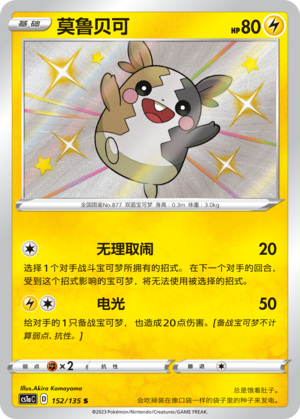 基础 莫鲁贝可 HP80
全国图鉴No.877 双面宝可梦 身高：0.3m 体重：3.0kg
无理取闹 20
选择1个对手战斗宝可梦所拥有的招式。在下一个对手的回合，
受到这个招式影响的宝可梦，将无法使用被选择的招式。
电光 50
给对手的1只备战宝可梦，也造成20点伤害。[备战宝可梦不计
算弱点、抗性。]
弱点 ×2 抗性 撤退
Illus.Akira Komayama
CS1aC D 152/135 S
总是饿着肚子。
会吃掉装在像口袋一样的袋子里的种子来发电。
©2023 Pokémon/Nintendo/Creatures/GAME FREAK.